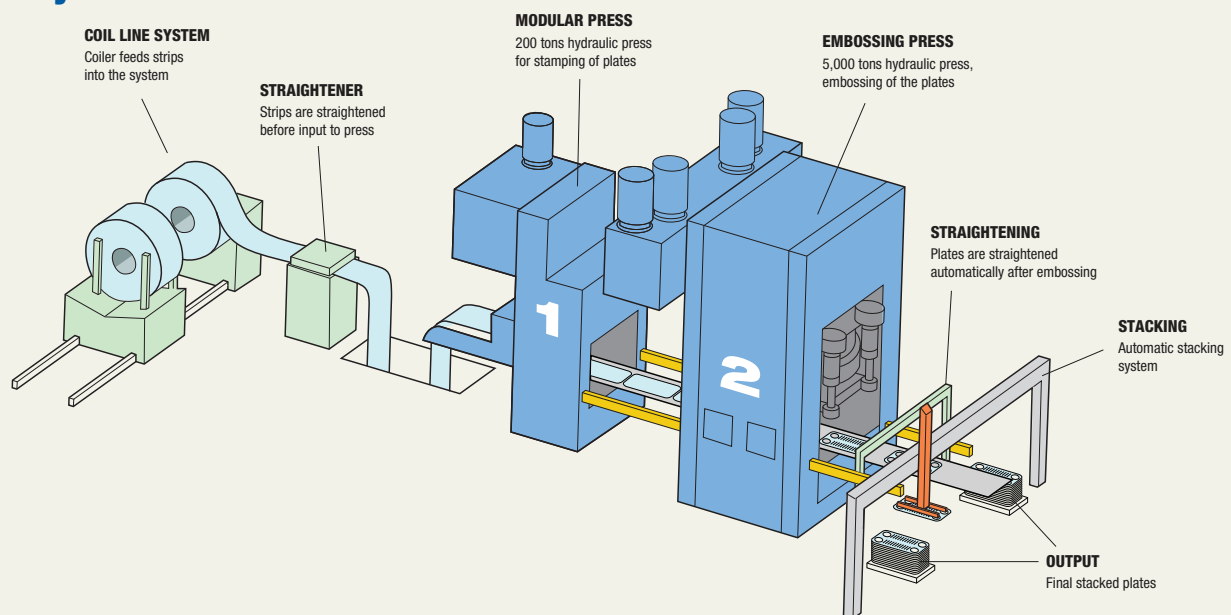 COIL LINE SYSTEM
Coiler feeds strips
into the system
STRAIGHTENER
Strips are straightened
before input to press
MODULAR PRESS
200 tons hydraulic press
for stamping of plates
EMBOSSING PRESS
5,000 tons hydraulic press,
embossing of the plates
STRAIGHTENING
Plates are straightened
automatically after embossing
STACKING
Automatic stacking
system
1
2
OUTPUT
Final stacked plates